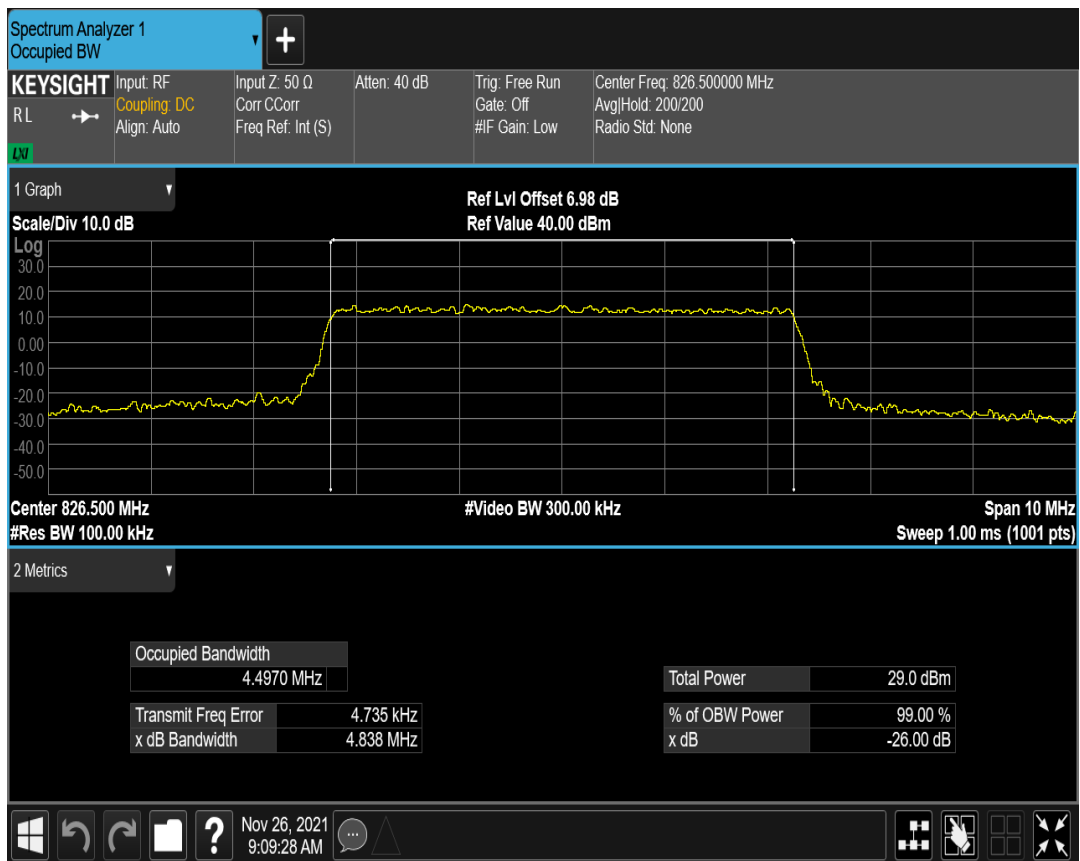 Spectrum Analyzer 1
Occupied BW
+
KEYSIGHT Input: RF Input Z: 50 Ω Atten: 40 dB Trig: Free Run Center Freq: 826.500000 MHz
RL Coupling: DC Corr CCorr Gate: Off Avg|Hold: 200/200
Align: Auto Freq Ref: Int (S) #IF Gain: Low Radio Std: None
LXI
1 Graph
Ref Lvl Offset 6.98 dB
Scale/Div 10.0 dB Ref Value 40.00 dBm
Log
30.0
20.0
10.0
0.00
-10.0
-20.0
-30.0
-40.0
-50.0
Center 826.500 MHz #Video BW 300.00 kHz Span 10 MHz
#Res BW 100.00 kHz Sweep 1.00 ms (1001 pts)
2 Metrics
Occupied Bandwidth
4.4970 MHz Total Power 29.0 dBm
Transmit Freq Error 4.735 kHz % of OBW Power 99.00 %
x dB Bandwidth 4.838 MHz x dB -26.00 dB
? Nov 26, 2021
9:09:28 AM